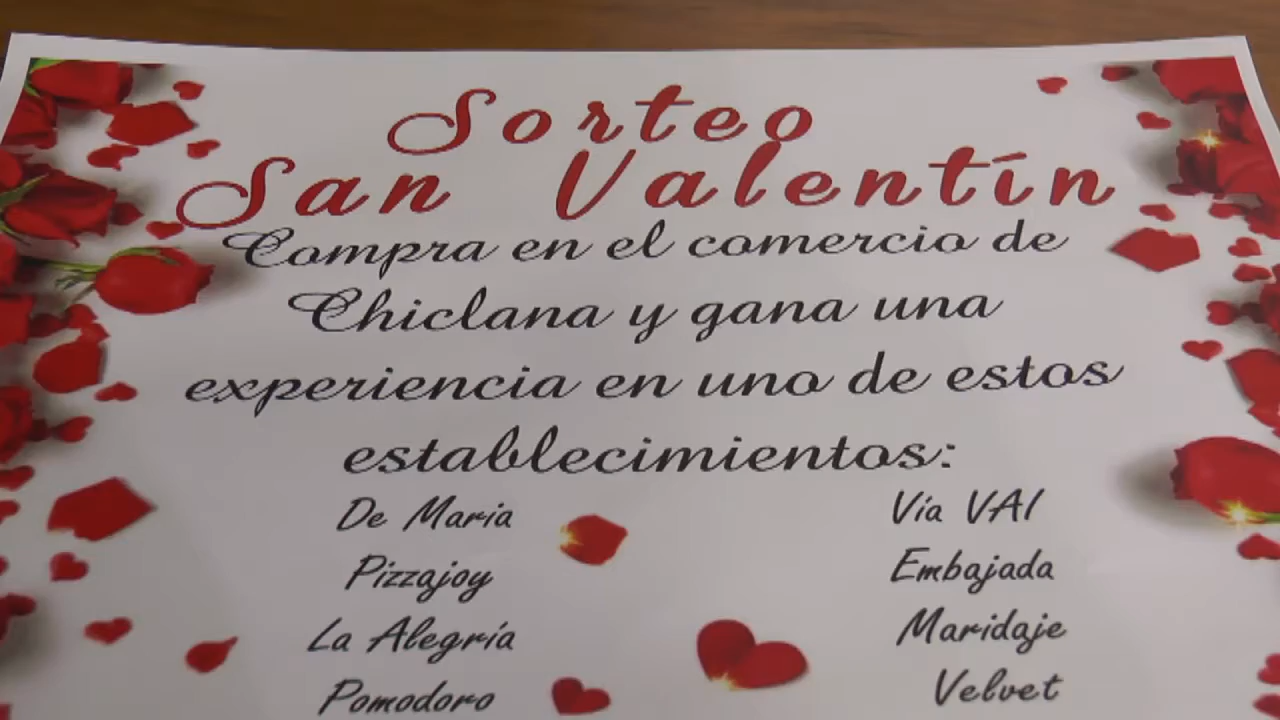 Sorteo
San Valentín
Compra en el comercio de
Chiclana y gana una
experiencia en uno de estos
establecimientos:
De Maria
Pizzajoy
La Alegría
Pomodoro
Vía VAI
Embajada
Maridaje
Velvet